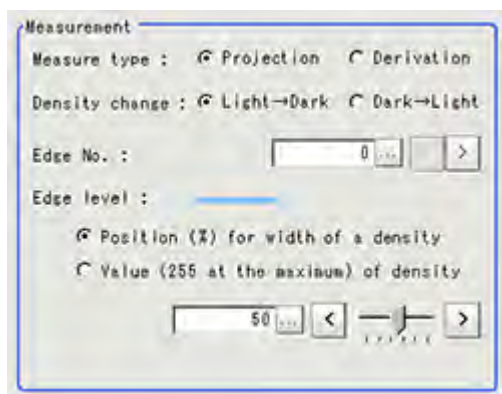 Measurement
Measure type : Projection Derivation
Density change : Light→Dark Dark→Light
Edge No. : 0 ... >
Edge level :
Position (%) for width of a density
Value (255 at the maximum) of density
50 ... < >